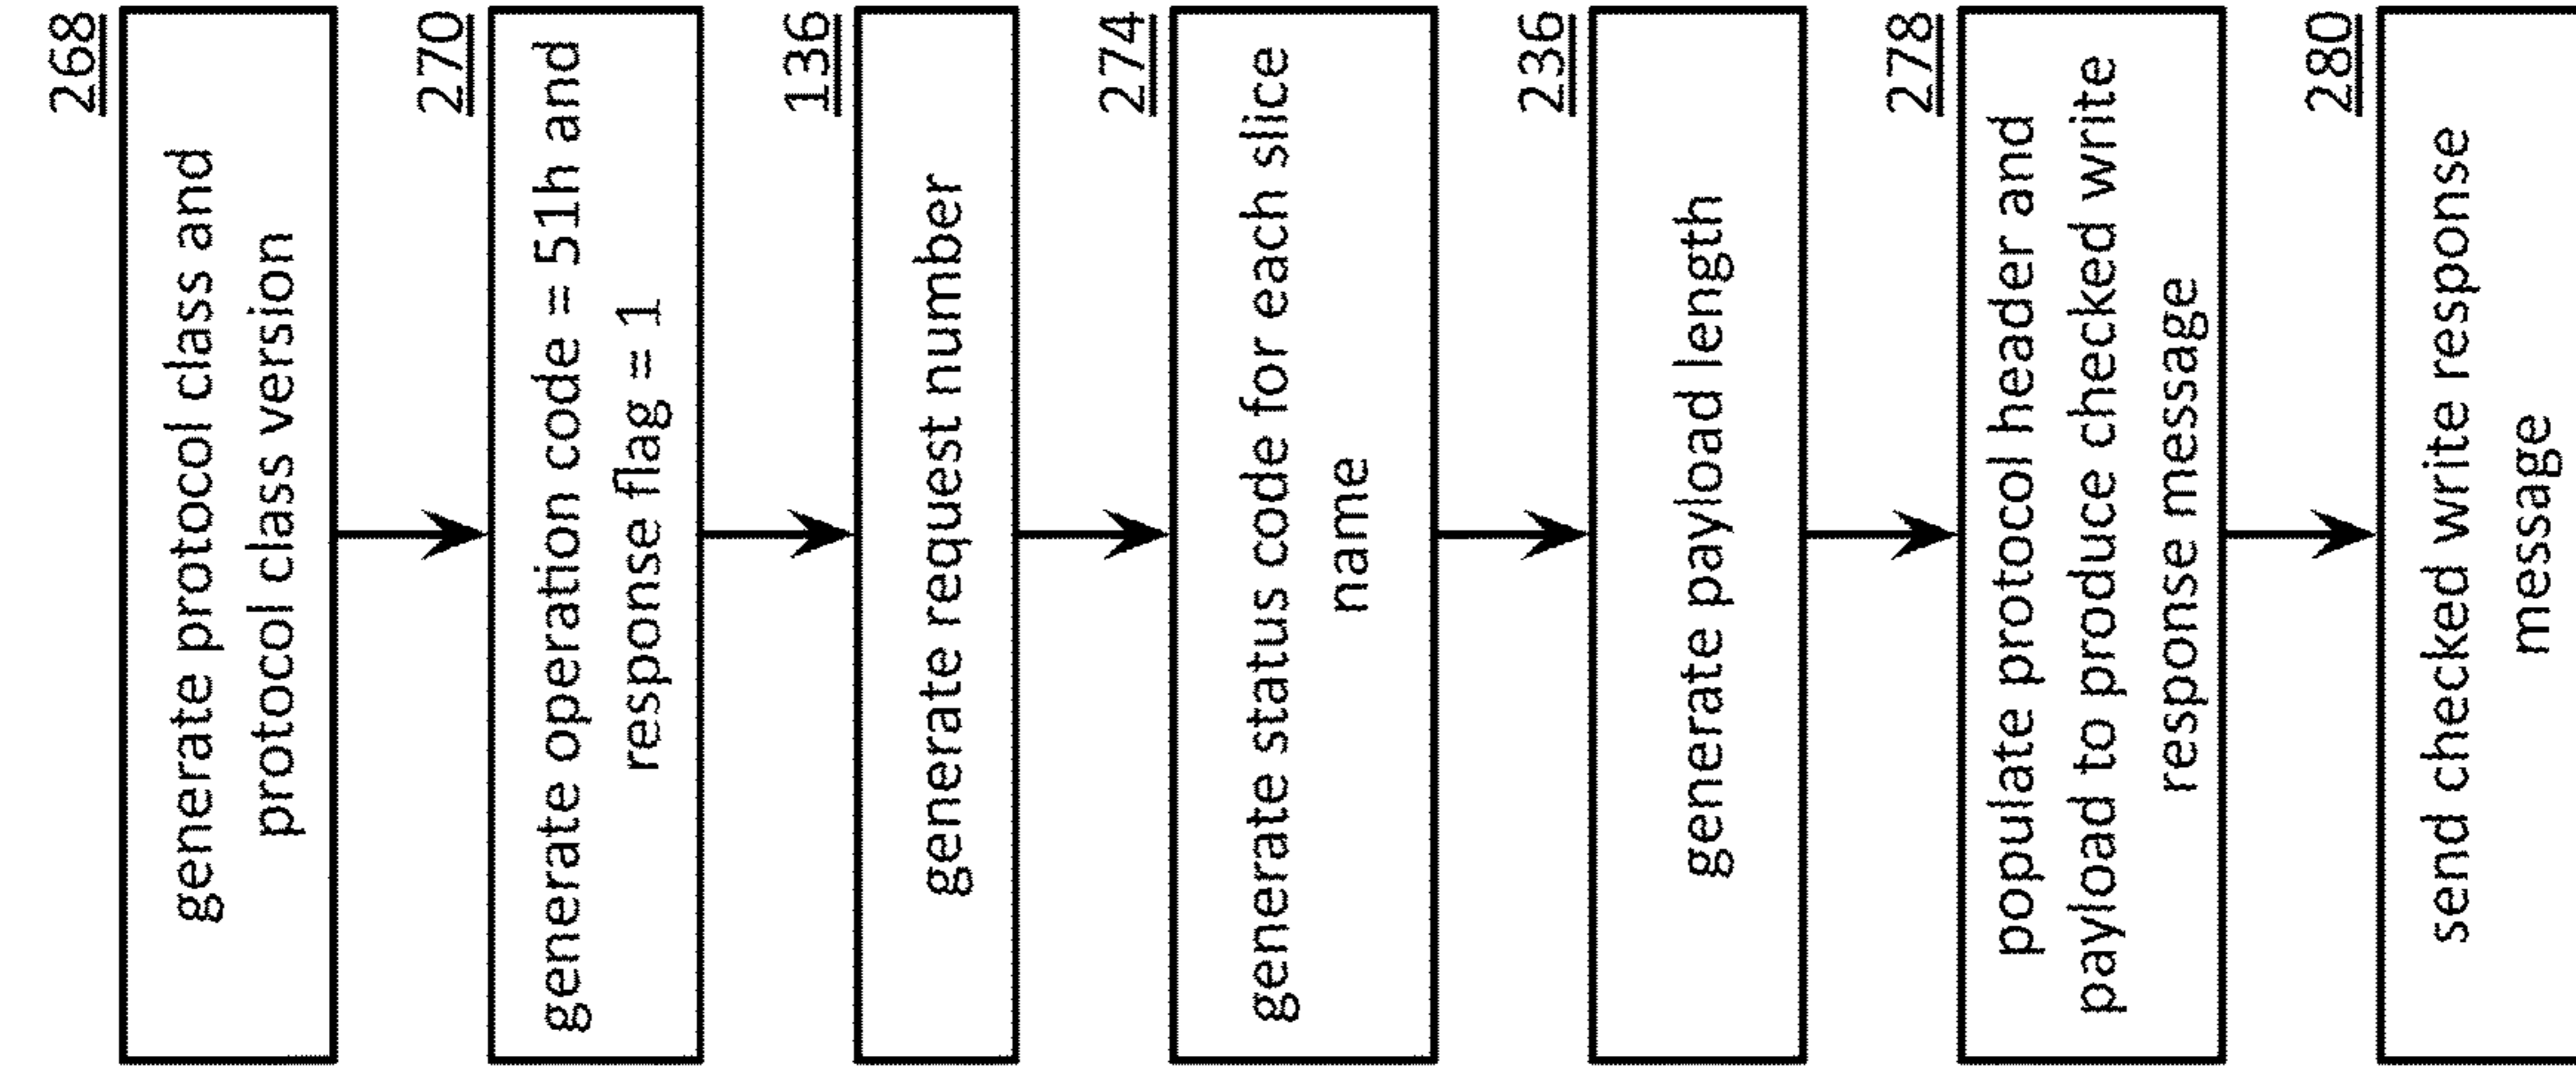 268
generate protocol class and
protocol class version
270
generate operation code = 51h and
response flag = 1
136
generate request number
274
generate status code for each slice
name
236
generate payload length
278
populate protocol header and
payload to produce checked write
response message
280
send checked write response
message